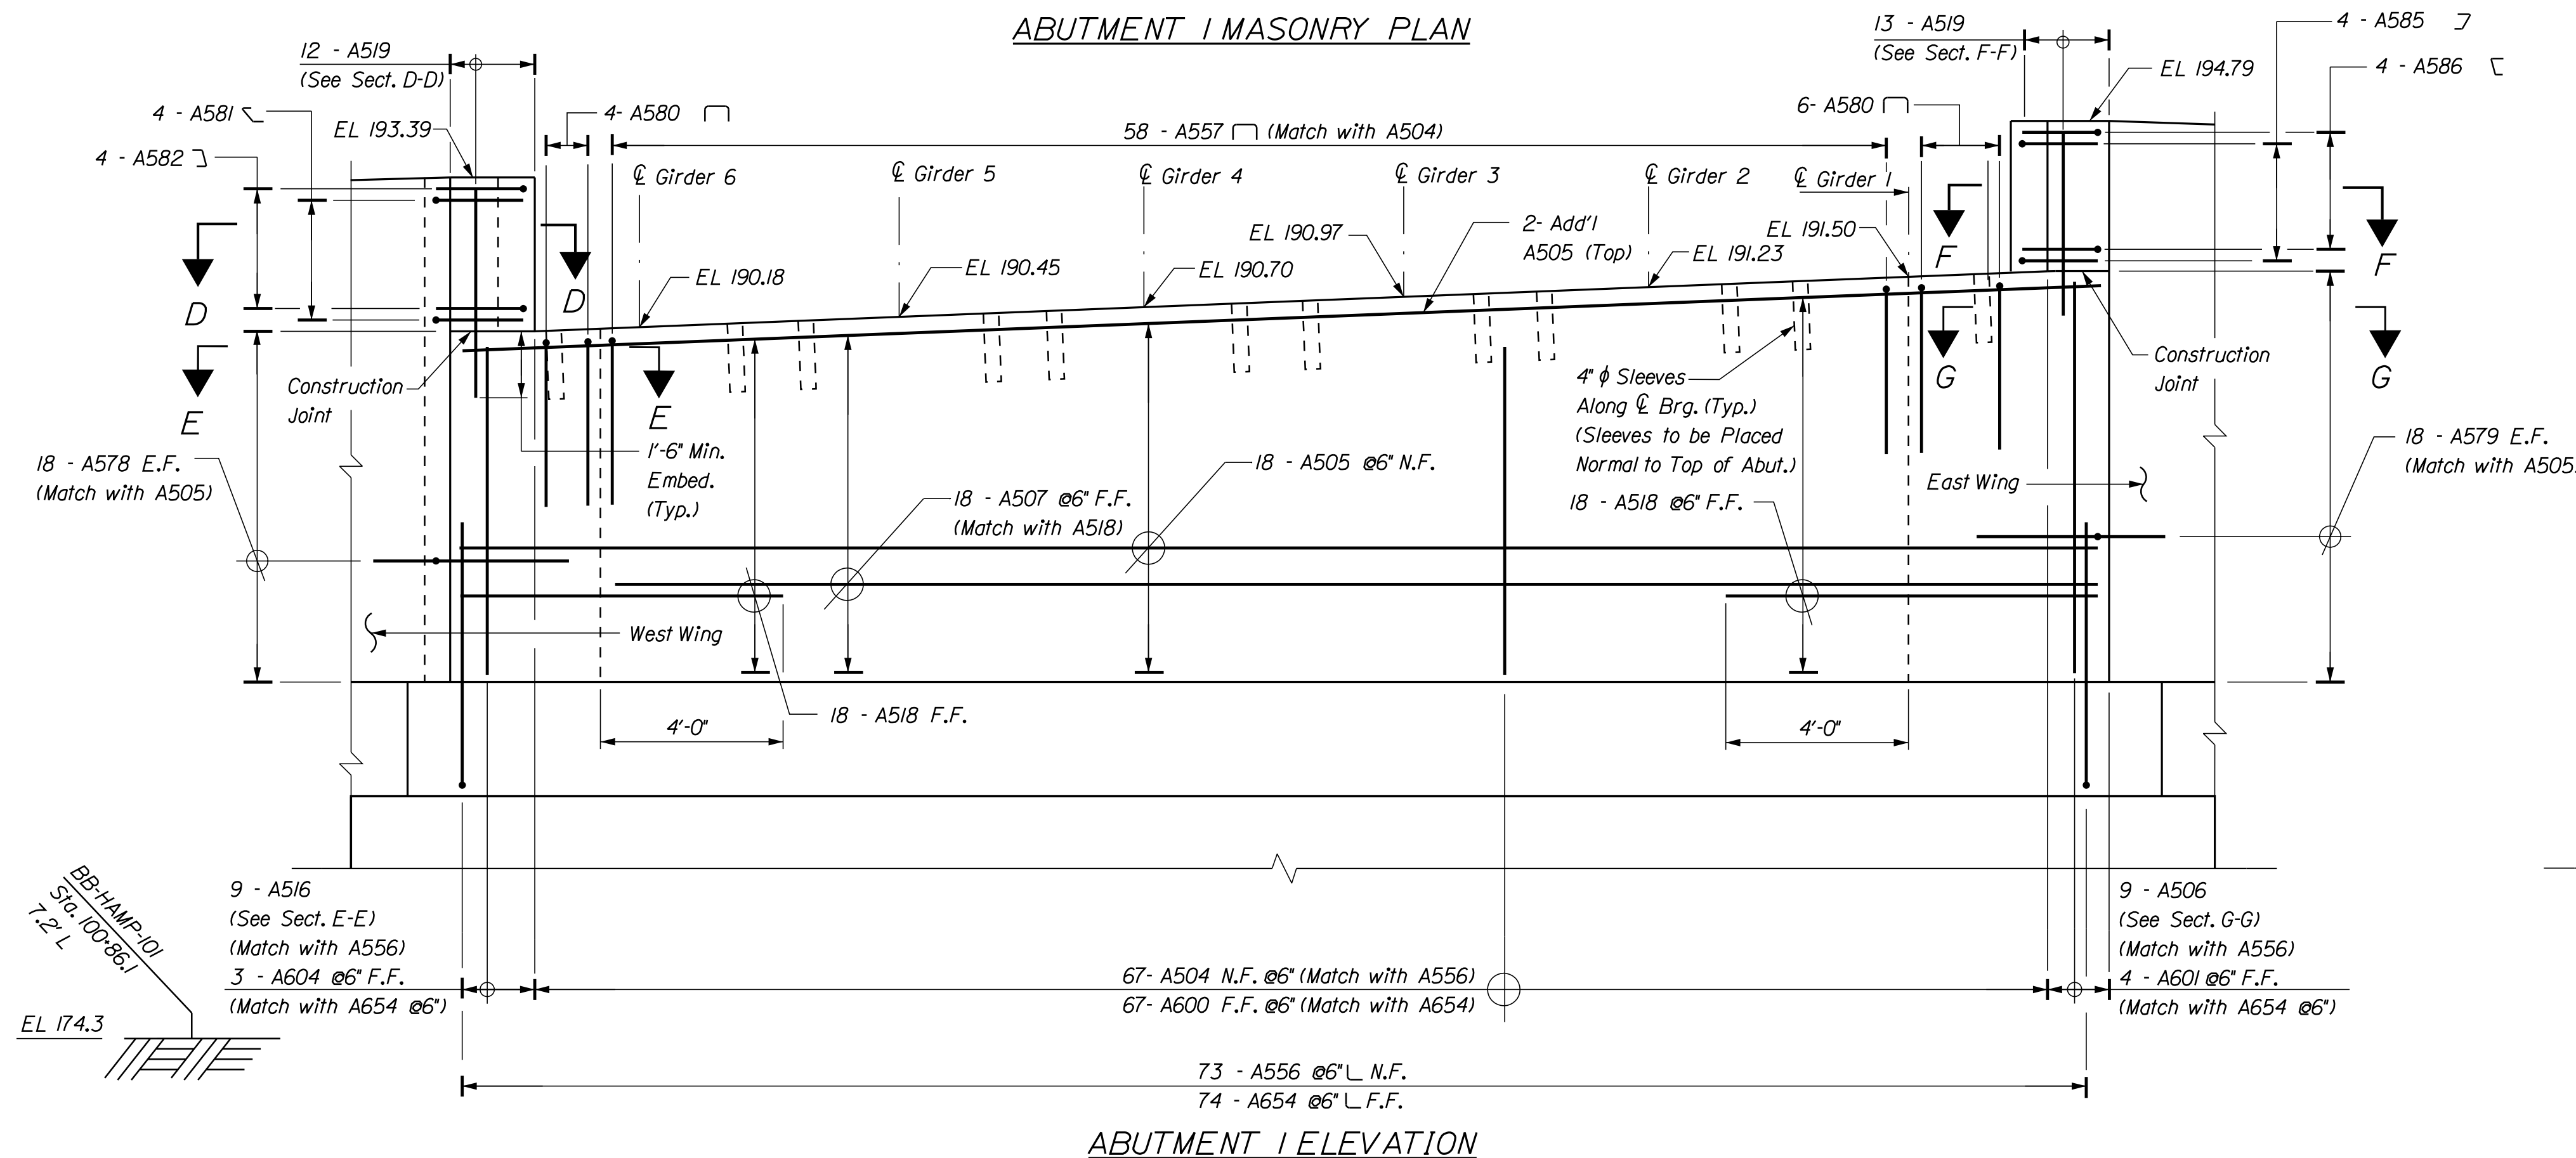 ABUTMENT 1 MASONRY PLAN
12 - A519
(See Sect. D-D)
13 - A519
(See Sect. F-F)
4 - A585
4 - A586
EL 194.79
4 - A581
4 - A582
EL 193.39
4- A580
58 - A557 (Match with A504)
6- A580
℄ Girder 6
℄ Girder 5
℄ Girder 4
℄ Girder 3
℄ Girder 2
℄ Girder 1
EL 190.18
EL 190.45
EL 190.70
EL 190.97
2- Add'l
A505 (Top)
EL 191.23
EL 191.50
D
D
F
F
E
E
G
G
Construction
Joint
Construction
Joint
1'-6" Min.
Embed.
(Typ.)
4" ϕ Sleeves
Along ℄ Brg. (Typ.)
(Sleeves to be Placed
Normal to Top of Abut.)
18 - A578 E.F.
(Match with A505)
18 - A507 @6" F.F.
(Match with A518)
18 - A505 @6" N.F.
18 - A518 @6" F.F.
East Wing
18 - A579 E.F.
(Match with A505
West Wing
18 - A518 F.F.
4'-0"
4'-0"
BB-HAMP-101
Sta. 100+86.1
7.2' L
EL 174.3
9 - A516
(See Sect. E-E)
(Match with A556)
3 - A604 @6" F.F.
(Match with A654 @6")
67- A504 N.F. @6" (Match with A556)
67- A600 F.F. @6" (Match with A654)
9 - A506
(See Sect. G-G)
(Match with A556)
4 - A601 @6" F.F.
(Match with A654 @6")
73 - A556 @6" N.F.
74 - A654 @6" F.F.
ABUTMENT 1 ELEVATION